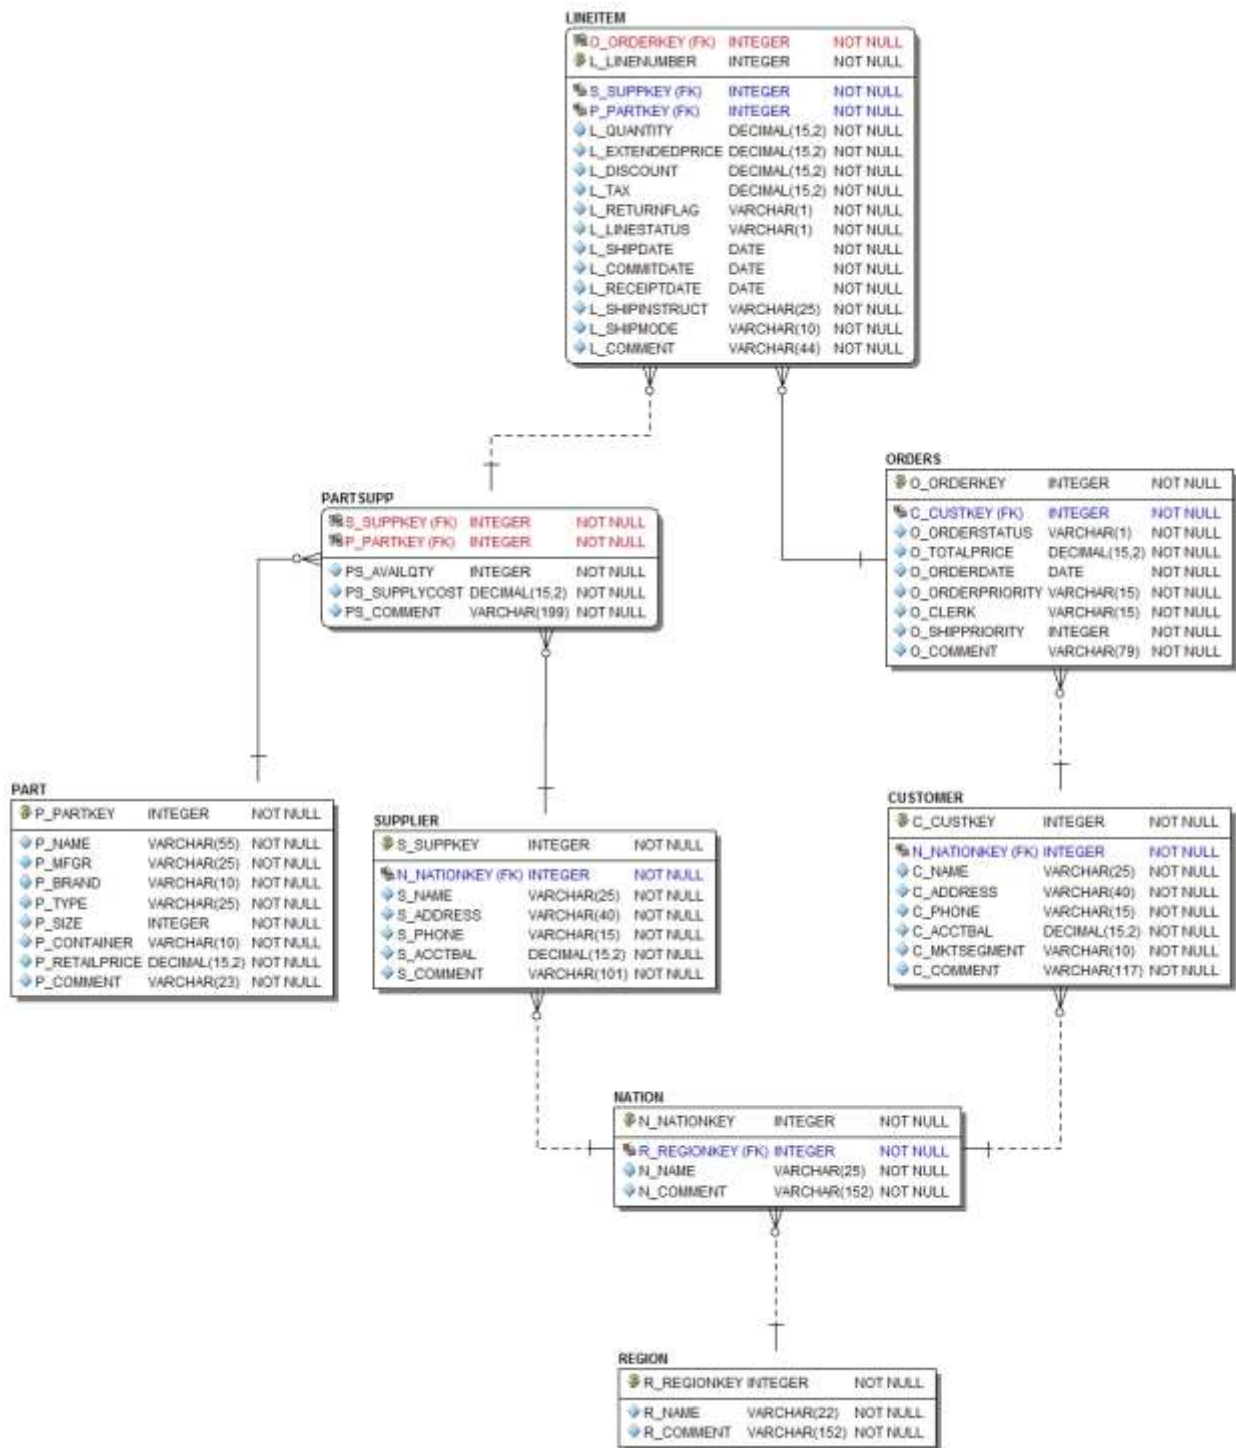 LINEITEM
O_ORDERKEY (FK) INTEGER NOT NULL
L_LINENUMBER INTEGER NOT NULL
S_SUPPKEY (FK) INTEGER NOT NULL
P_PARTKEY (FK) INTEGER NOT NULL
L_QUANTITY DECIMAL(15,2) NOT NULL
L_EXTENDEDPRICE DECIMAL(15,2) NOT NULL
L_DISCOUNT DECIMAL(15,2) NOT NULL
L_TAX DECIMAL(15,2) NOT NULL
L_RETURNFLAG VARCHAR(1) NOT NULL
L_LINESTATUS VARCHAR(1) NOT NULL
L_SHIPDATE DATE NOT NULL
L_COMMITDATE DATE NOT NULL
L_RECEIPTDATE DATE NOT NULL
L_SHIPINSTRUCT VARCHAR(25) NOT NULL
L_SHIPMODE VARCHAR(10) NOT NULL
L_COMMENT VARCHAR(44) NOT NULL
ORDERS
O_ORDERKEY INTEGER NOT NULL
C_CUSTKEY (FK) INTEGER NOT NULL
O_ORDERSTATUS VARCHAR(1) NOT NULL
O_TOTALPRICE DECIMAL(15,2) NOT NULL
O_ORDERDATE DATE NOT NULL
O_ORDERPRIORITY VARCHAR(15) NOT NULL
O_CLERK VARCHAR(15) NOT NULL
O_SHIPPRIORITY INTEGER NOT NULL
O_COMMENT VARCHAR(79) NOT NULL
PARTSUPP
S_SUPPKEY (FK) INTEGER NOT NULL
P_PARTKEY (FK) INTEGER NOT NULL
PS_AVAILQTY INTEGER NOT NULL
PS_SUPPLYCOST DECIMAL(15,2) NOT NULL
PS_COMMENT VARCHAR(199) NOT NULL
PART
P_PARTKEY INTEGER NOT NULL
P_NAME VARCHAR(55) NOT NULL
P_MFGR VARCHAR(25) NOT NULL
P_BRAND VARCHAR(10) NOT NULL
P_TYPE VARCHAR(25) NOT NULL
P_SIZE INTEGER NOT NULL
P_CONTAINER VARCHAR(10) NOT NULL
P_RETAILPRICE DECIMAL(15,2) NOT NULL
P_COMMENT VARCHAR(23) NOT NULL
SUPPLIER
S_SUPPKEY INTEGER NOT NULL
N_NATIONKEY (FK) INTEGER NOT NULL
S_NAME VARCHAR(25) NOT NULL
S_ADDRESS VARCHAR(40) NOT NULL
S_PHONE VARCHAR(15) NOT NULL
S_ACCTBAL DECIMAL(15,2) NOT NULL
S_COMMENT VARCHAR(101) NOT NULL
CUSTOMER
C_CUSTKEY INTEGER NOT NULL
N_NATIONKEY (FK) INTEGER NOT NULL
C_NAME VARCHAR(25) NOT NULL
C_ADDRESS VARCHAR(40) NOT NULL
C_PHONE VARCHAR(15) NOT NULL
C_ACCTBAL DECIMAL(15,2) NOT NULL
C_MKTSEGMENT VARCHAR(10) NOT NULL
C_COMMENT VARCHAR(117) NOT NULL
NATION
N_NATIONKEY INTEGER NOT NULL
R_REGIONKEY (FK) INTEGER NOT NULL
N_NAME VARCHAR(25) NOT NULL
N_COMMENT VARCHAR(152) NOT NULL
REGION
R_REGIONKEY INTEGER NOT NULL
R_NAME VARCHAR(22) NOT NULL
R_COMMENT VARCHAR(152) NOT NULL